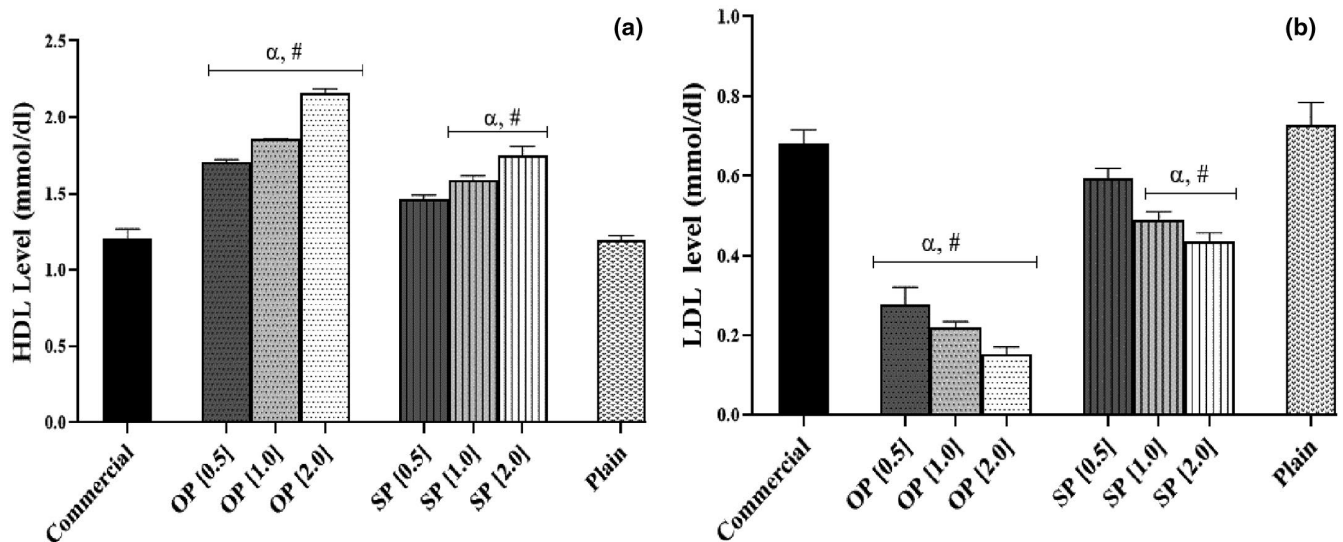 (a)
HDL Level (mmol/dl)
2.5
2.0
1.5
1.0
0.5
0.0
α, #
α, #
Commercial
OP [0.5]
OP [1.0]
OP [2.0]
SP [0.5]
SP [1.0]
SP [2.0]
Plain
(b)
LDL level (mmol/dl)
1.0
0.8
0.6
0.4
0.2
0.0
α, #
α, #
Commercial
OP [0.5]
OP [1.0]
OP [2.0]
SP [0.5]
SP [1.0]
SP [2.0]
Plain